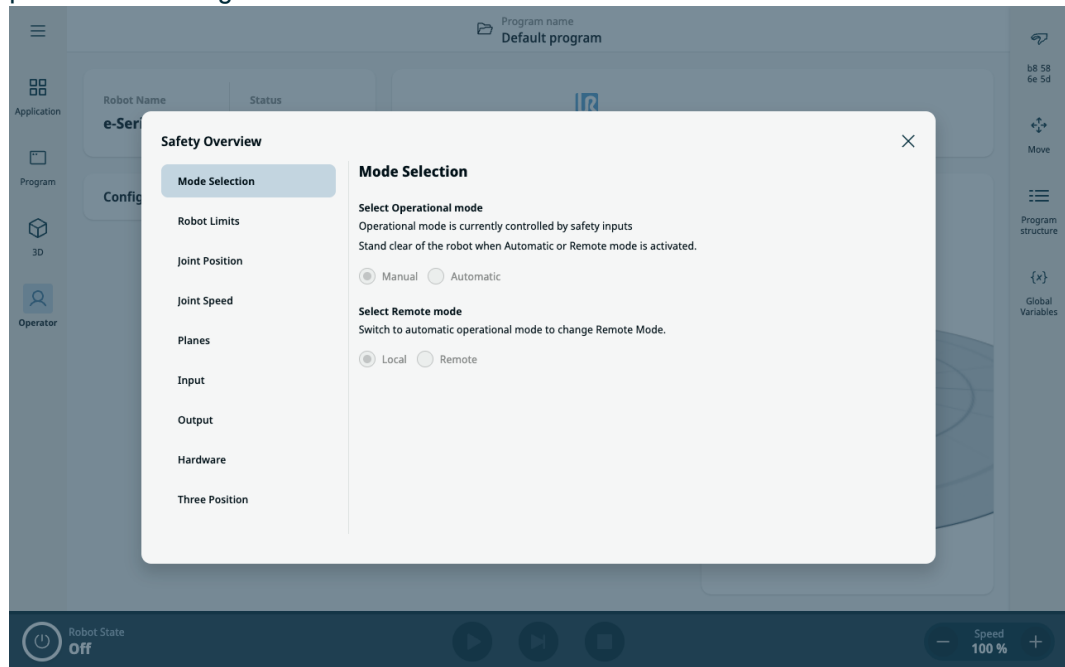 Program name
Default program
b8 58
6e 5d
Application
Robot Name
Status
Move
Safety Overview
Mode Selection
Mode Selection
Program
Config
Select Operational mode
Operational mode is currently controlled by safety inputs
Stand clear of the robot when Automatic or Remote mode is activated.
Robot Limits
Program
structure
3D
Joint Position
Manual
Automatic
Joint Speed
Select Remote mode
Switch to automatic operational mode to change Remote Mode.
{x}
Global
Variables
Operator
Planes
Local
Remote
Input
Output
Hardware
Three Position
Robot State
Off
Speed
100 %